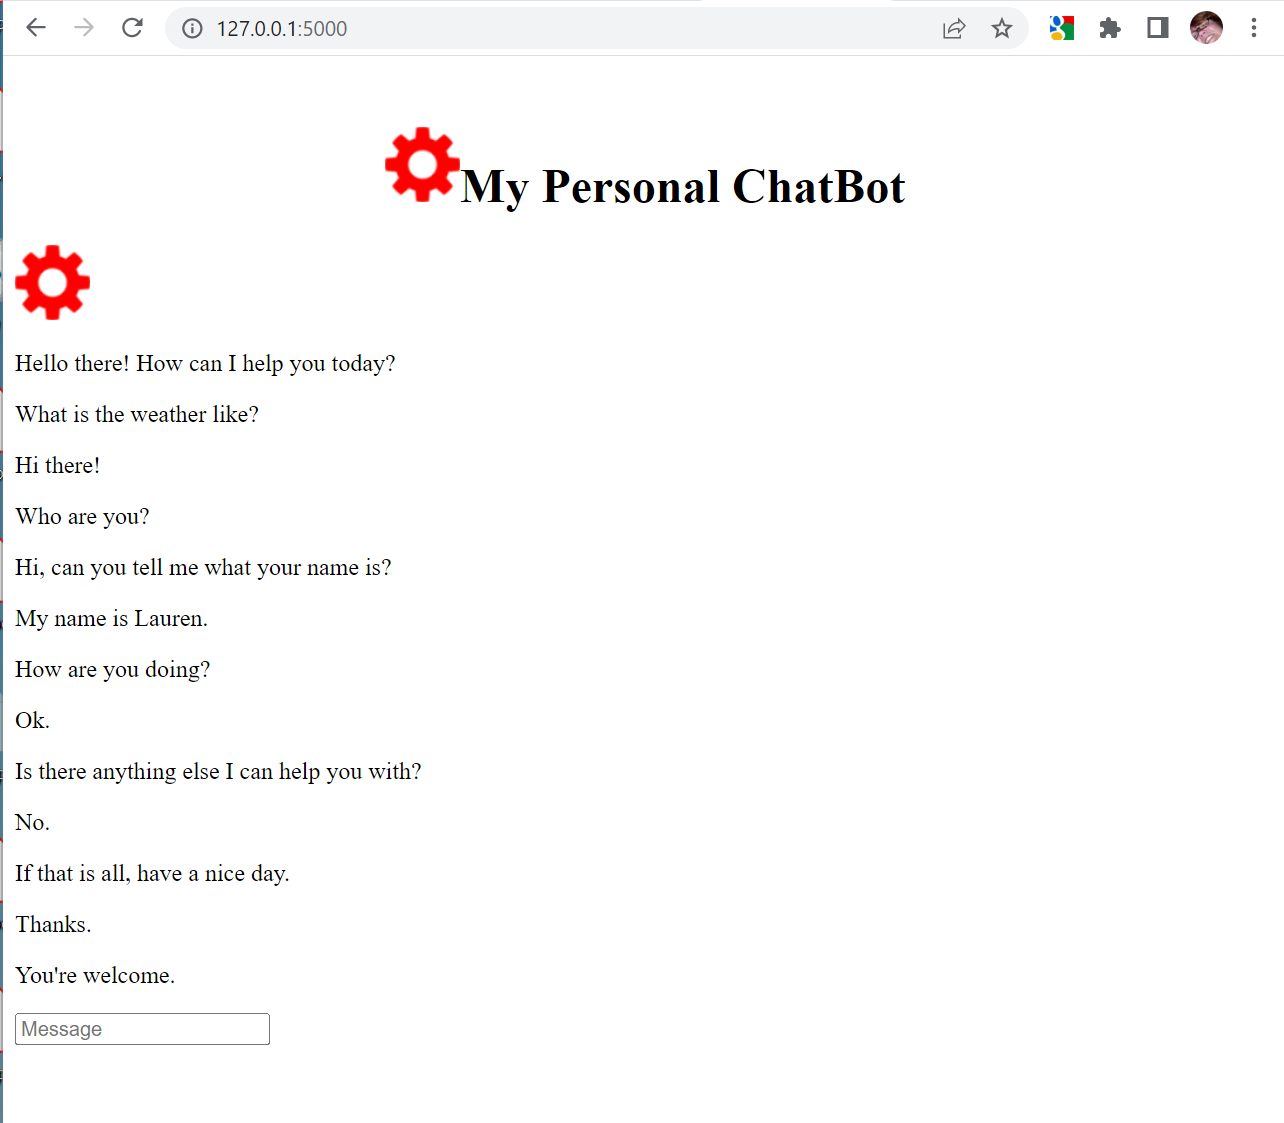 127.0.0.1:5000
My Personal ChatBot
Hello there! How can I help you today?
What is the weather like?
Hi there!
Who are you?
Hi, can you tell me what your name is?
My name is Lauren.
How are you doing?
Ok.
Is there anything else I can help you with?
No.
If that is all, have a nice day.
Thanks.
You're welcome.
Message